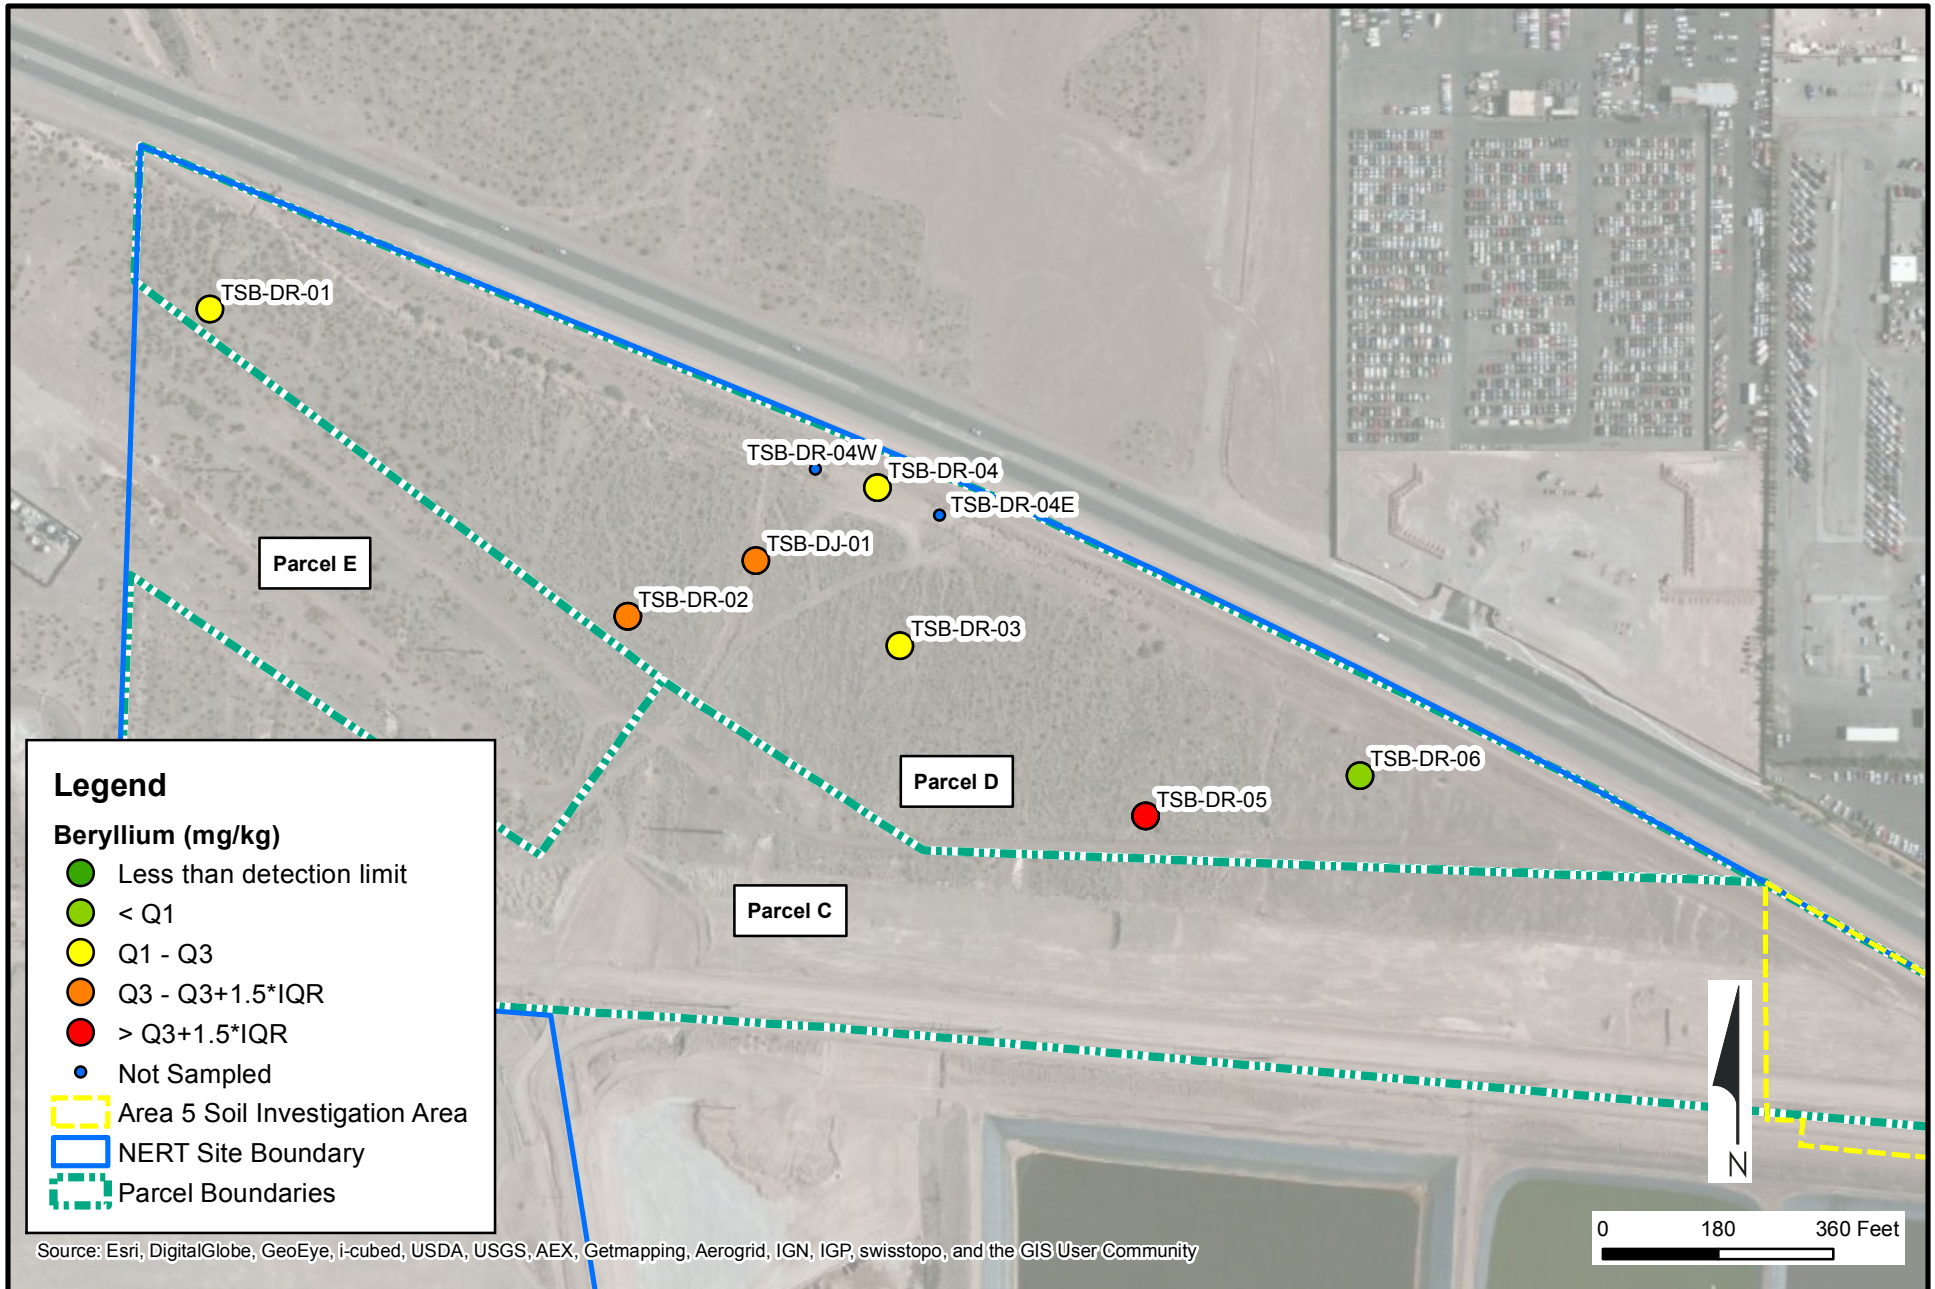 TSB-DR-01
TSB-DR-04W
TSB-DR-04
TSB-DR-04E
TSB-DJ-01
Parcel E
TSB-DR-02
TSB-DR-03
TSB-DR-06
Parcel D
TSB-DR-05
Parcel C
Legend
Beryllium (mg/kg)
Less than detection limit
< Q1
Q1 - Q3
Q3 - Q3+1.5*IQR
> Q3+1.5*IQR
Not Sampled
Area 5 Soil Investigation Area
NERT Site Boundary
Parcel Boundaries
N
0 180 360 Feet
Source: Esri, DigitalGlobe, GeoEye, i-cubed, USDA, USGS, AEX, Getmapping, Aerogrid, IGN, IGP, swisstopo, and the GIS User Community